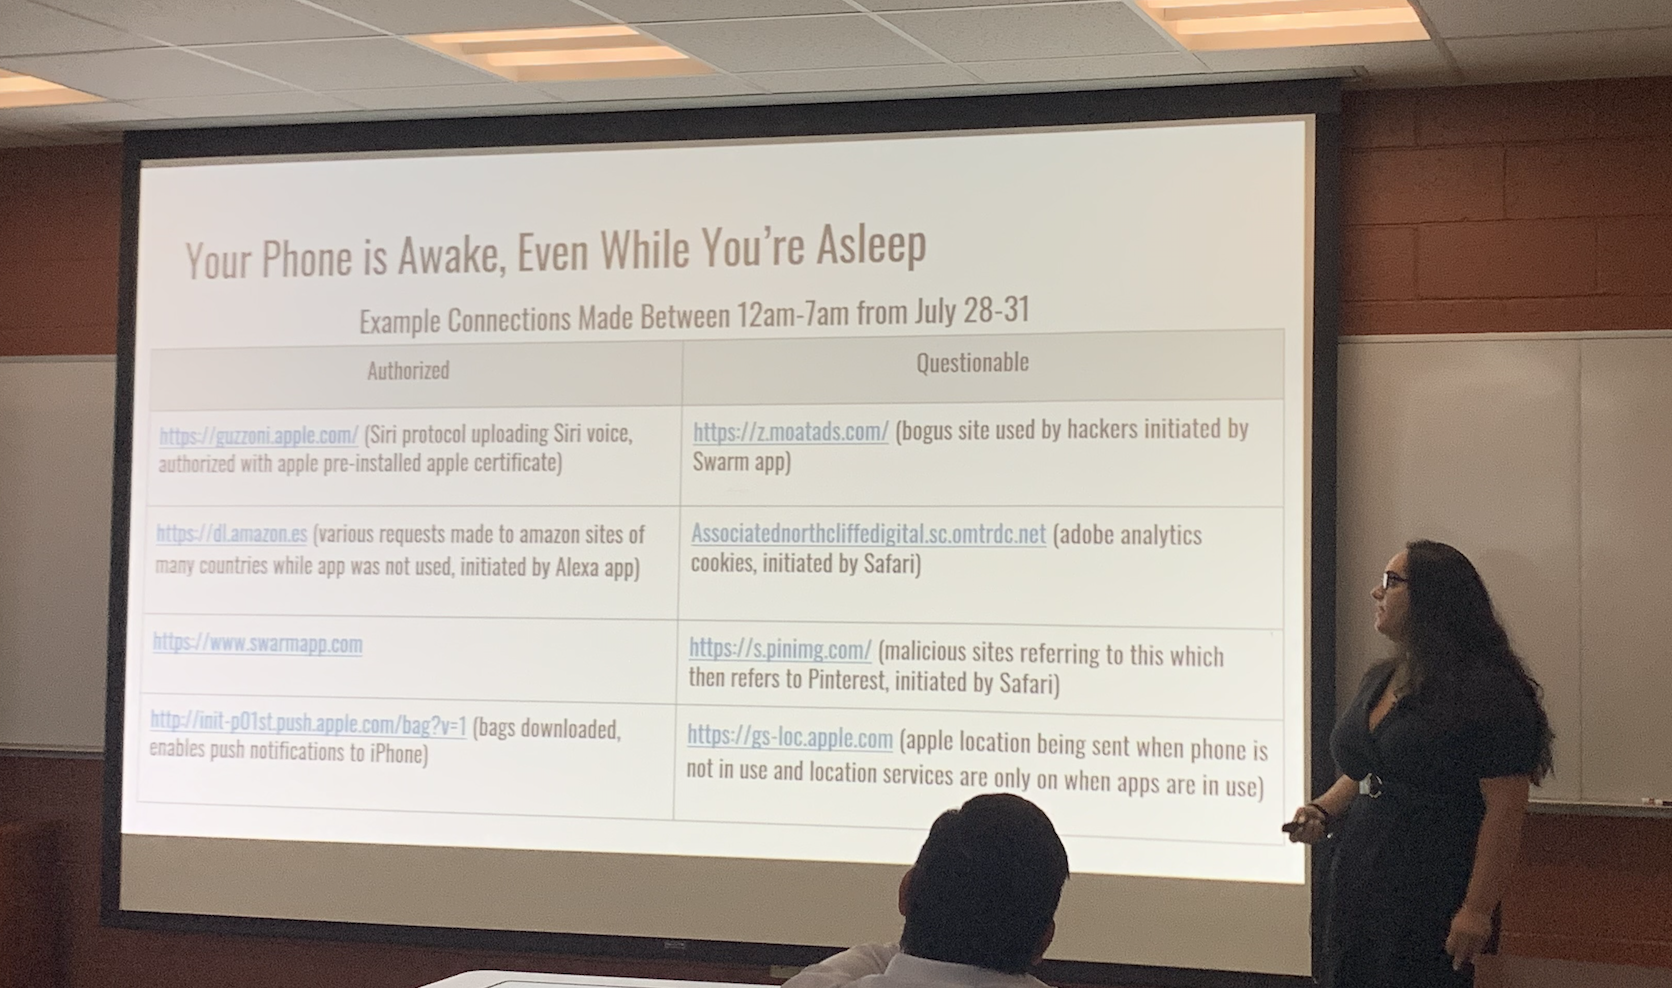 Your Phone is Awake, Even While You're Asleep
Example Connections Made Between 12am-7am from July 28-31
Authorized
Questionable
https://guzzoni.apple.com/ (Siri protocol uploading Siri voice,
authorized with apple pre-installed apple certificate)
https://z.moatads.com/ (bogus site used by hackers initiated by
Swarm app)
https://dl.amazon.es (various requests made to amazon sites of
many countries while app was not used, initiated by Alexa app)
Associatednorthcliffedigital.sc.omtrdc.net (adobe analytics
cookies, initiated by Safari)
https://www.swarmapp.com
https://s.pinimg.com/ (malicious sites referring to this which
then refers to Pinterest, initiated by Safari)
http://init-p01st.push.apple.com/bag?v=1 (bags downloaded,
enables push notifications to iPhone)
https://gs-loc.apple.com (apple location being sent when phone is
not in use and location services are only on when apps are in use)